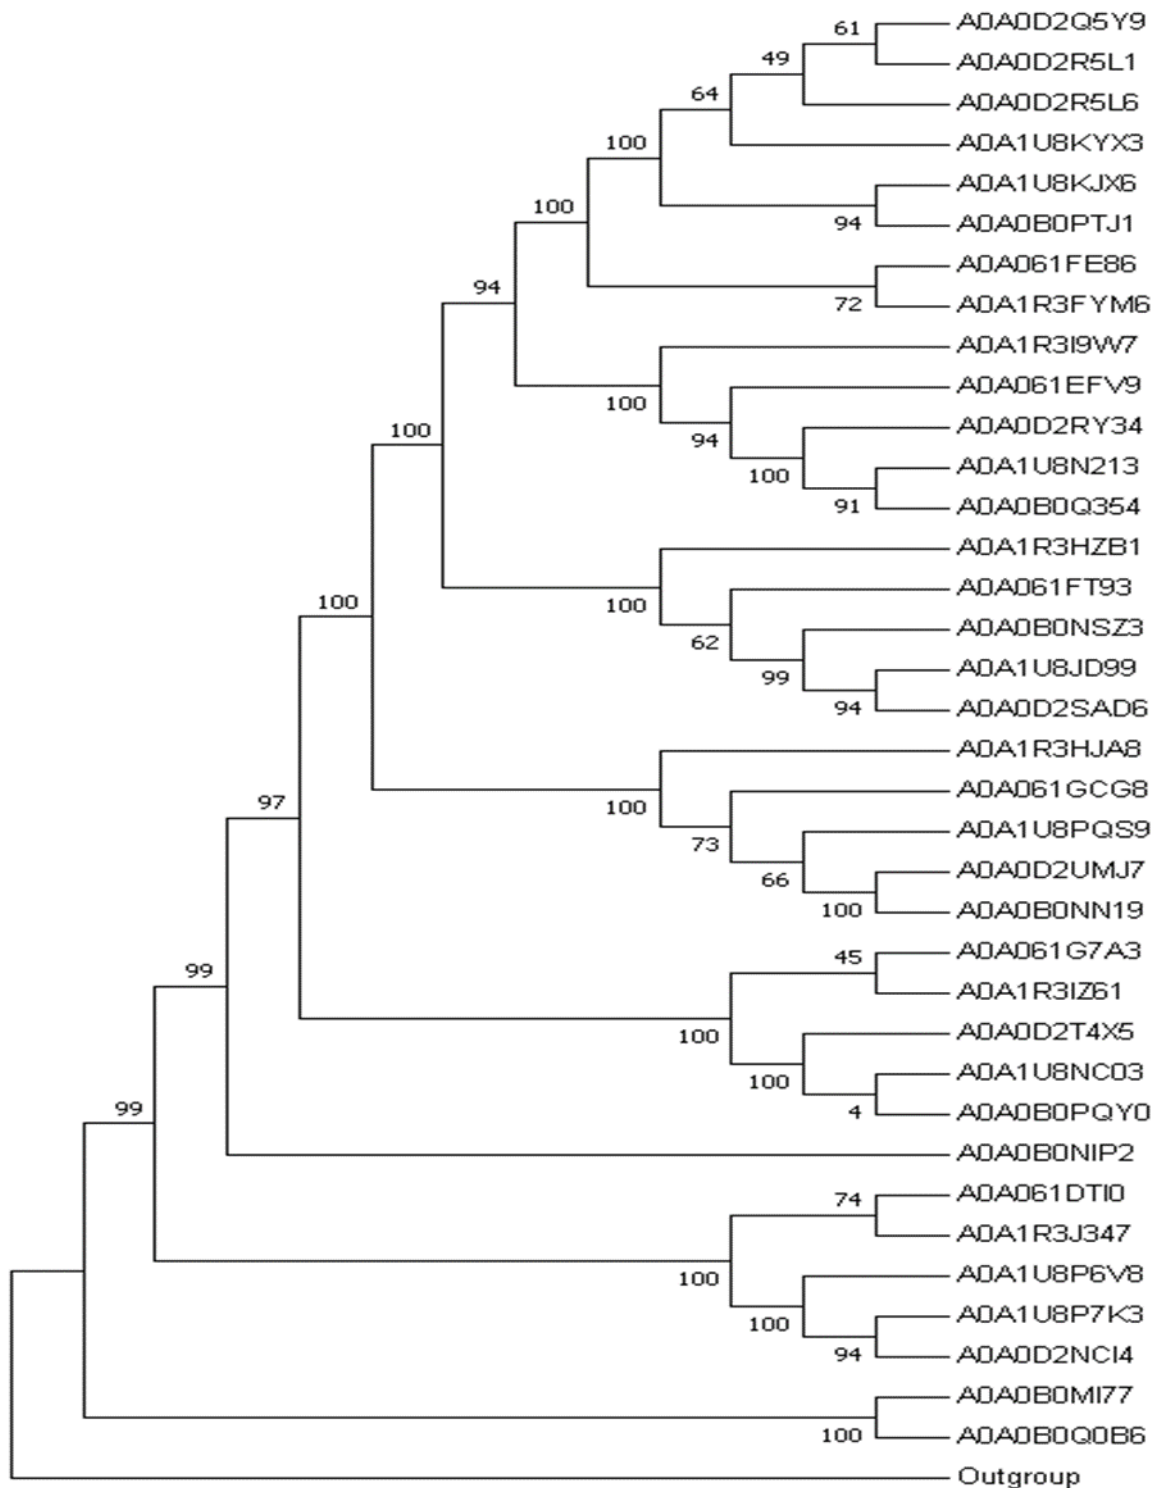 61
A0A0D2Q5Y9
49
A0A0D2R5L1
64
A0A0D2R5L6
100
A0A1U8KYX3
A0A1U8KJX6
100
94
A0A0B0PTJ1
A0A061FE86
94
72
A0A1R3FYM6
A0A1R3I9W7
100
A0A061EFV9
100
94
A0A0D2RY34
100
A0A1U8N213
91
A0A0B0Q354
A0A1R3HZB1
100
100
A0A061FT93
62
A0A0B0NSZ3
99
A0A1U8JD99
94
A0A0D2SAD6
A0A1R3HJA8
97
100
A0A061GCG8
73
A0A1U8PQS9
66
A0A0D2UMJ7
100
A0A0B0NN19
45
A0A061G7A3
99
A0A1R3IZ61
100
A0A0D2T4X5
100
A0A1U8NC03
99
4
A0A0B0PQY0
A0A0B0NIP2
74
A0A061DTI0
A0A1R3J347
100
A0A1U8P6V8
100
A0A1U8P7K3
94
A0A0D2NCI4
A0A0B0MI77
100
A0A0B0Q0B6
Outgroup